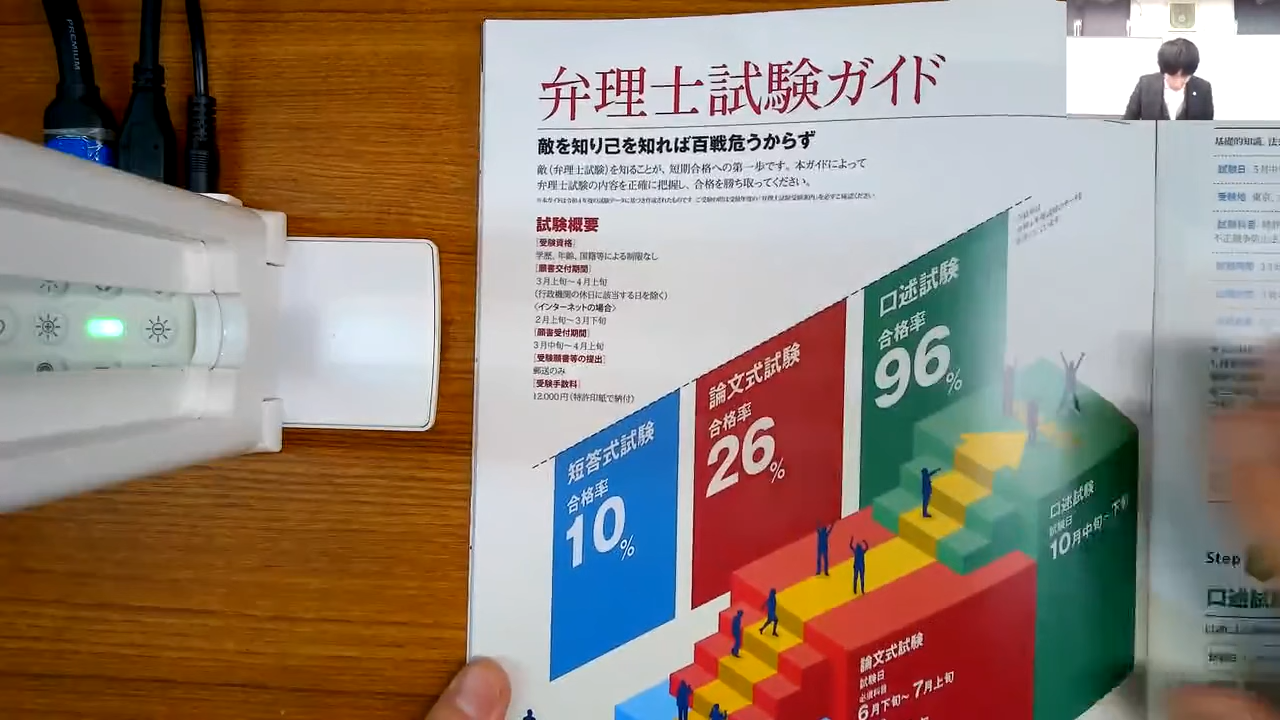 PREMIUM
弁理士試験ガイド
敵を知り己を知れば百戦危うからず
敵（弁理士試験）を知ることが、短期合格への第一歩です。本ガイドによって
弁理士試験の内容を正確に把握し、合格を勝ち取ってください。
試験概要
［受験資格］
学歴、年齢、国籍等による制限なし
［願書交付期間］
3月上旬〜4月上旬
（行政機関の休日に該当する日を除く）
〈インターネットの場合〉
2月上旬〜3月下旬
［願書受付期間］
3月中旬〜4月上旬
［受験願書等の提出］
郵送のみ
［受験手数料］
12,000円（特許印紙で納付）
短答式試験
合格率
10%
論文式試験
合格率
26%
口述試験
合格率
96%
口述試験
試験日
10月中旬〜下旬
論文式試験
試験日
必須科目
6月下旬〜7月上旬
試験日
受験地 東京、
試験科目
Step
口述試